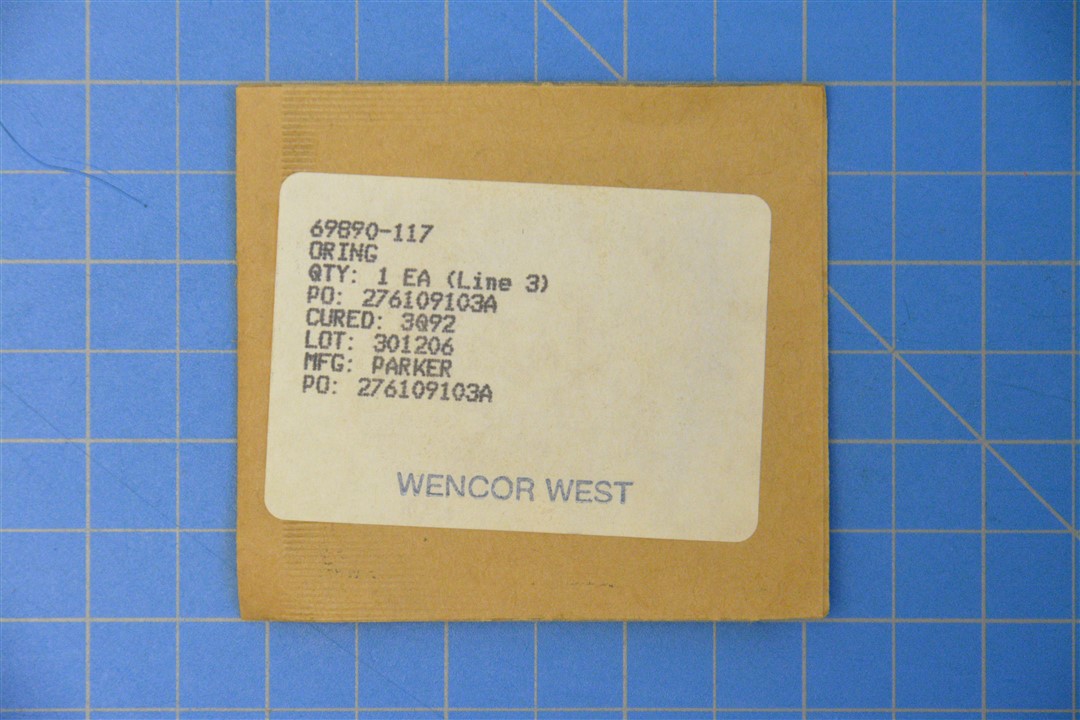 69890-117
ORING
QTY: 1 EA (Line 3)
PO: 276109103A
CURED: 3Q92
LOT: 301206
MFG: PARKER
PO: 276109103A
WENCOR WEST